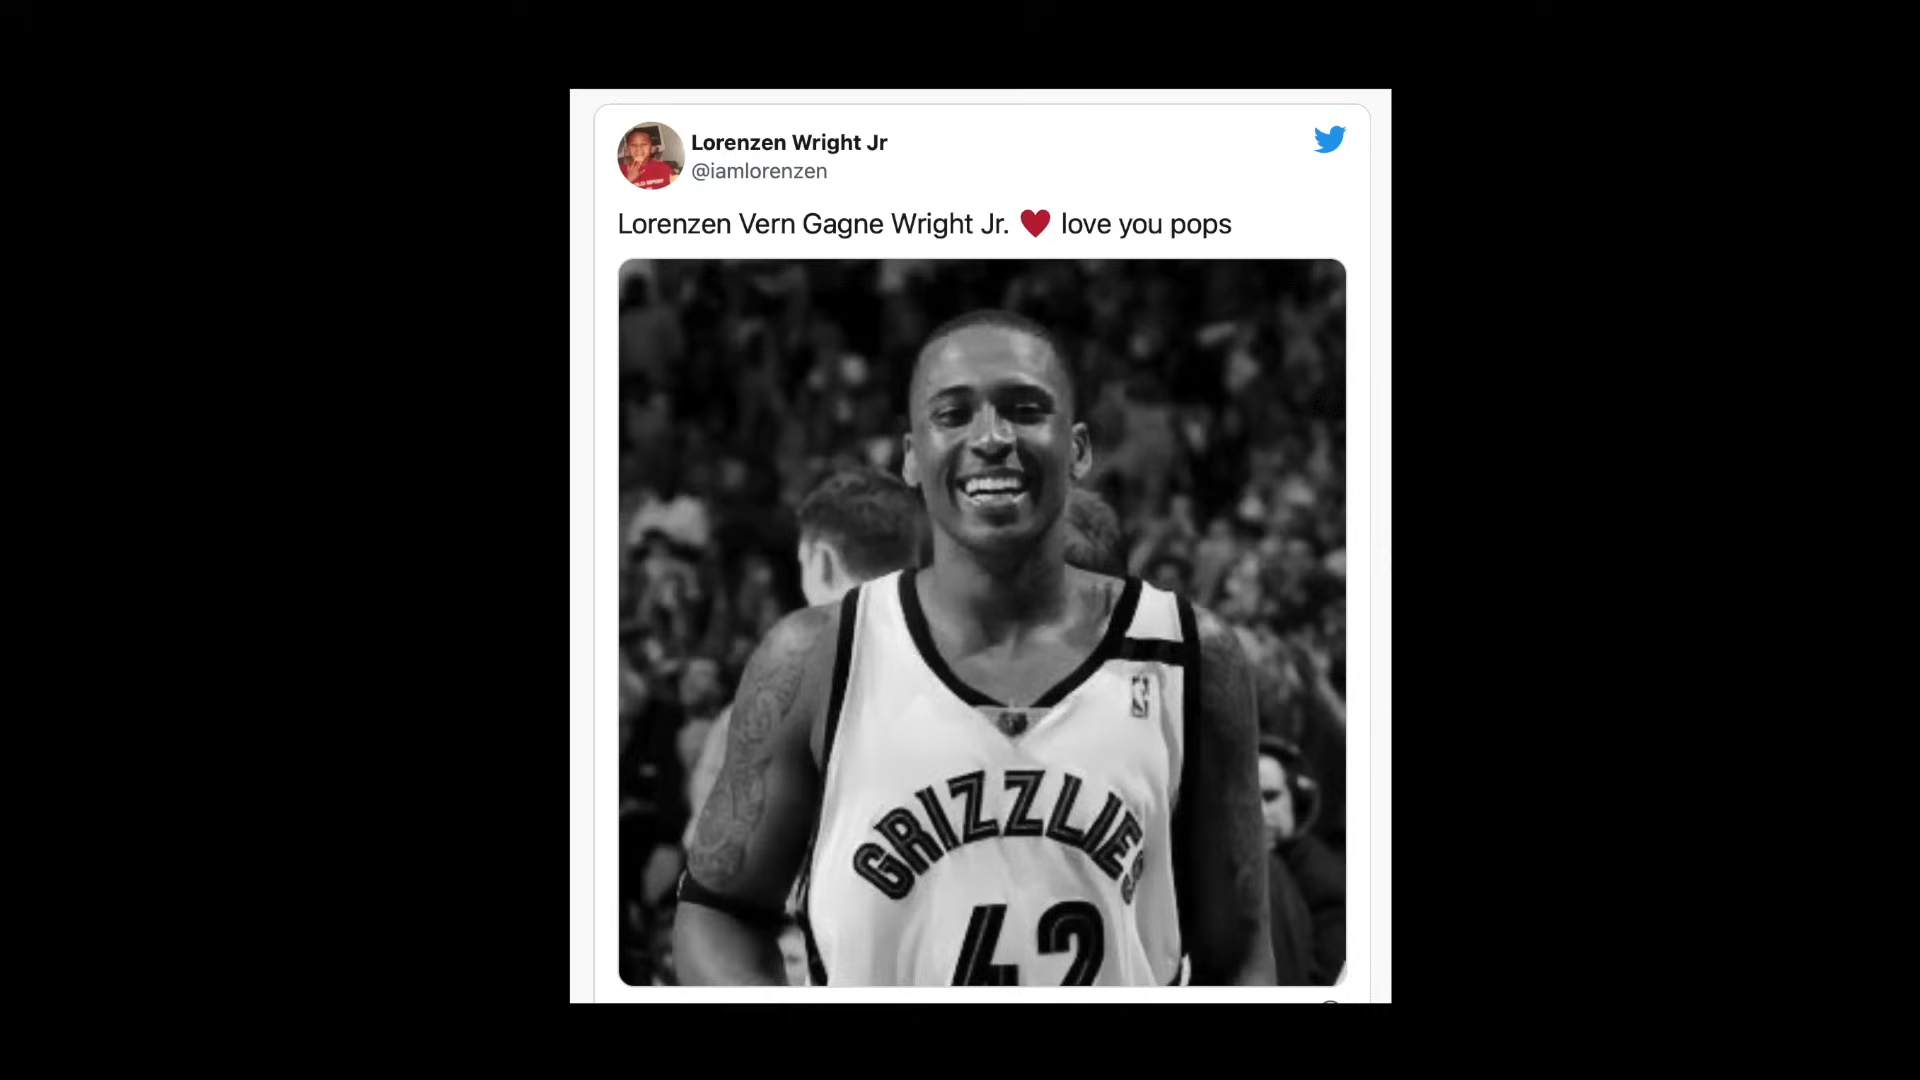 Lorenzen Wright Jr
@iamlorenzen
Lorenzen Vern Gagne Wright Jr. ♥ love you pops
GRIZZLIES
42